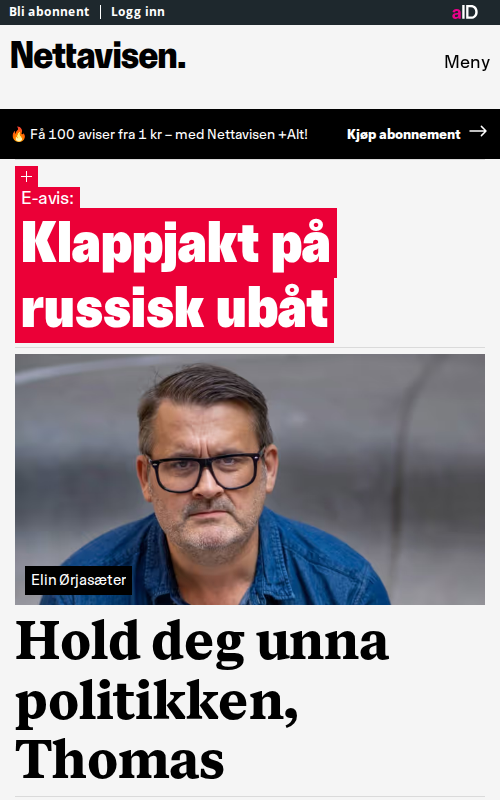 Bli abonnent | Logg inn
aID
Nettavisen.
Meny
🔥 Få 100 aviser fra 1 kr – med Nettavisen +Alt!
Kjøp abonnement →
+
E-avis:
Klappjakt på
russisk ubåt
Elin Ørjasæter
Hold deg unna
politikken,
Thomas